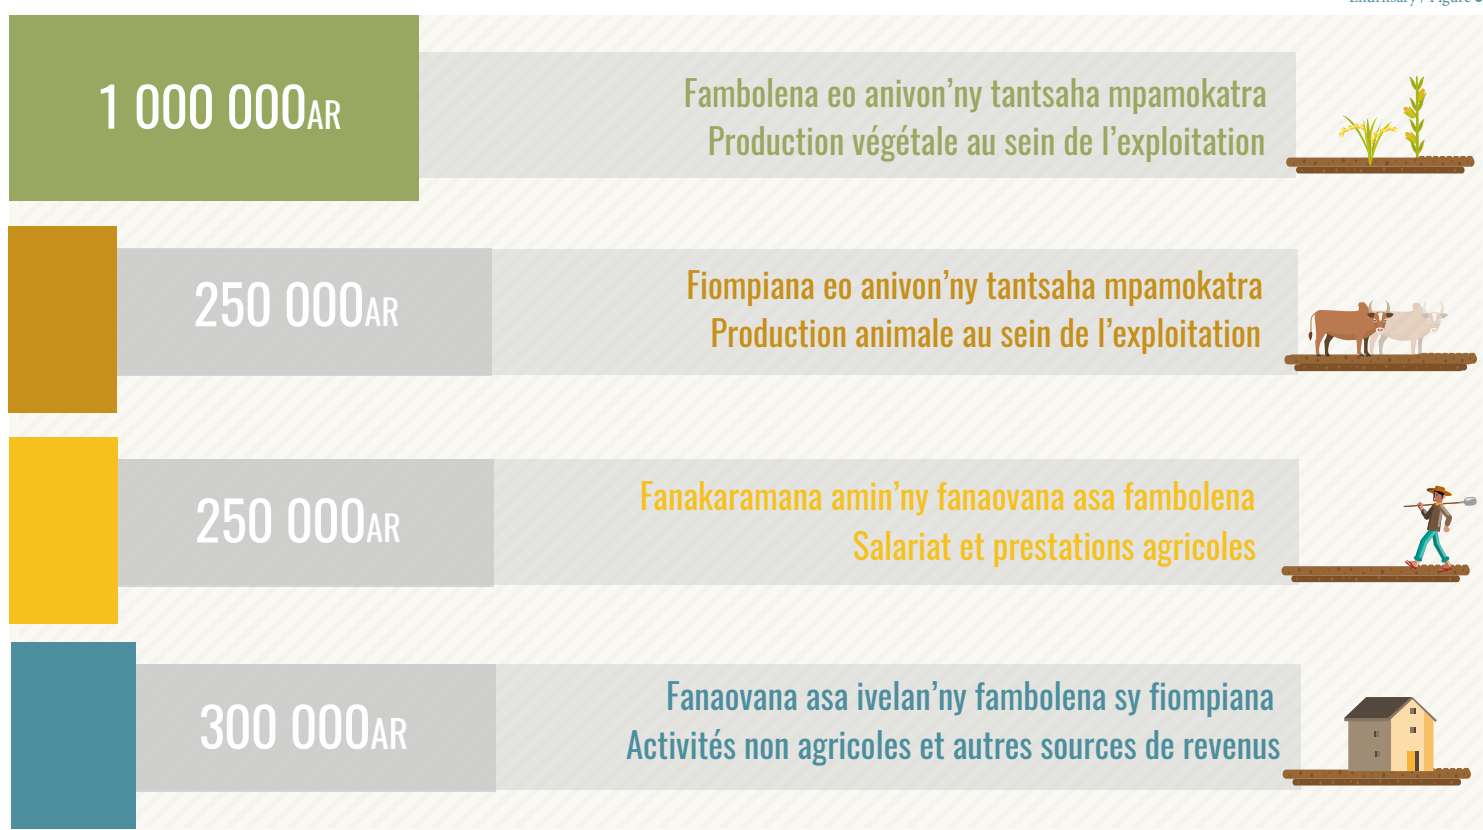 1 000 000AR
Fambolena eo anivon’ny tantsaha mpamokatra
Production végétale au sein de l’exploitation
250 000AR
Fiompiana eo anivon’ny tantsaha mpamokatra
Production animale au sein de l’exploitation
250 000AR
Fanakaramana amin’ny fanaovana asa fambolena
Salariat et prestations agricoles
300 000AR
Fanaovana asa ivelan’ny fambolena sy fiompiana
Activités non agricoles et autres sources de revenus